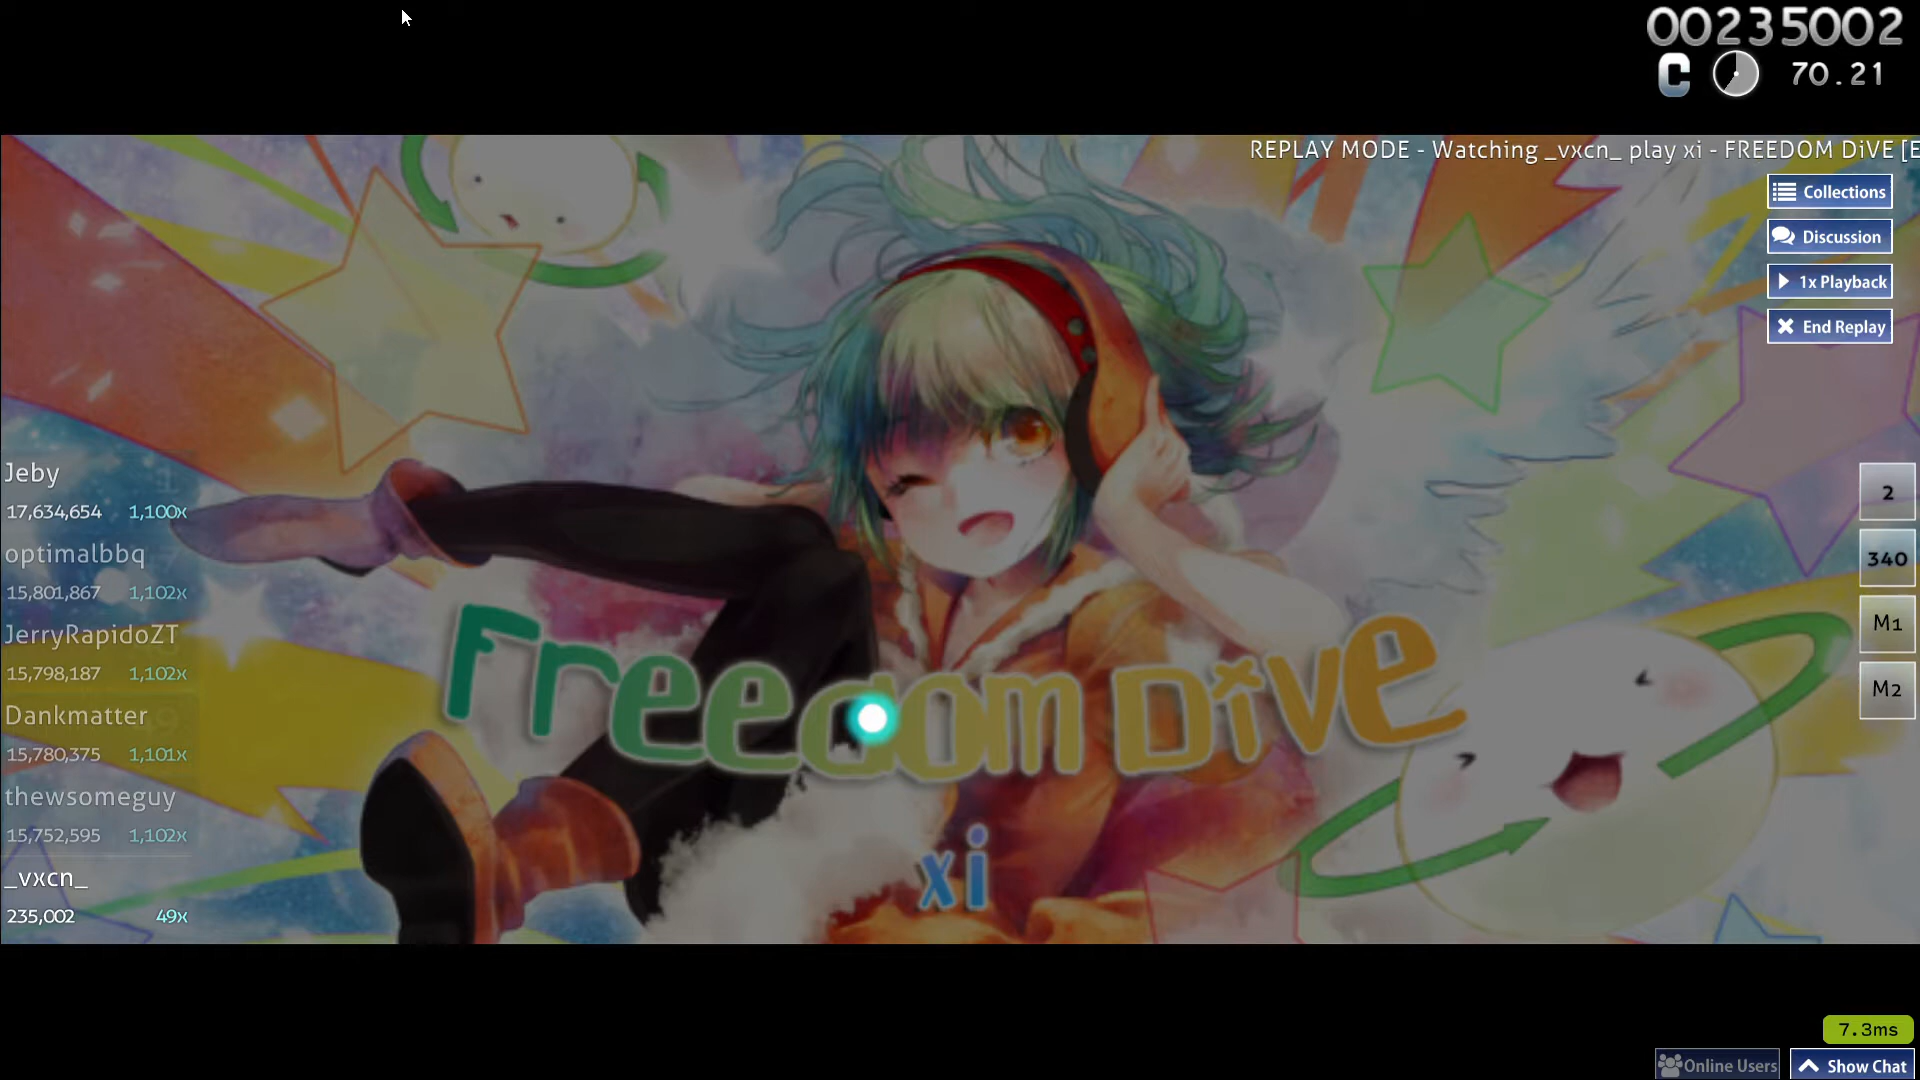 00235002
C 70.21
REPLAY MODE - Watching _vxcn_ play xi - FREEDOM DiVE [E
Collections
Discussion
1x Playback
End Replay
Jeby
17,634,654 1,100x
optimalbbq
15,801,867 1,102x
JerryRapidoZT
15,798,187 1,102x
Dankmatter
15,780,375 1,101x
thewsomeguy
15,752,595 1,102x
_vxcn_
235,002 49x
2
340
M1
M2
Freedom Dive
xi
7.3ms
Online Users
Show Chat